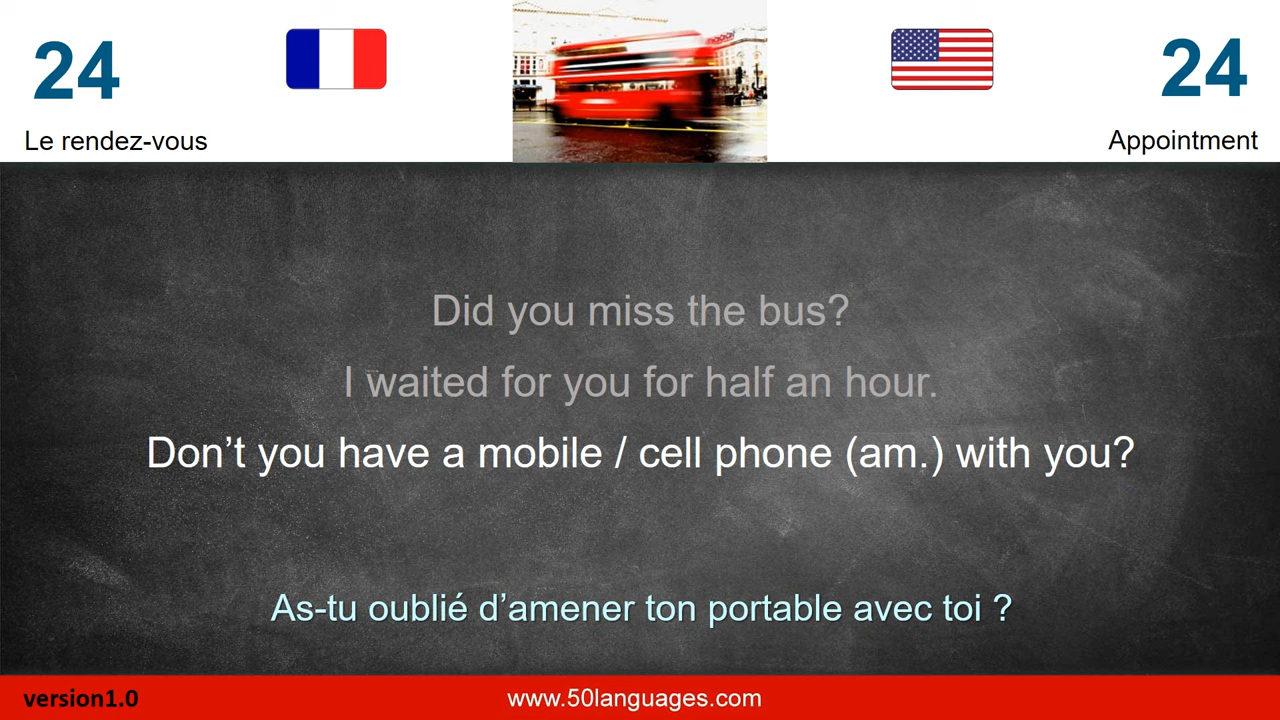 24
24
Le rendez-vous
Appointment
Did you miss the bus?
I waited for you for half an hour.
Don’t you have a mobile / cell phone (am.) with you?
As-tu oublié d’amener ton portable avec toi ?
version1.0
www.50languages.com